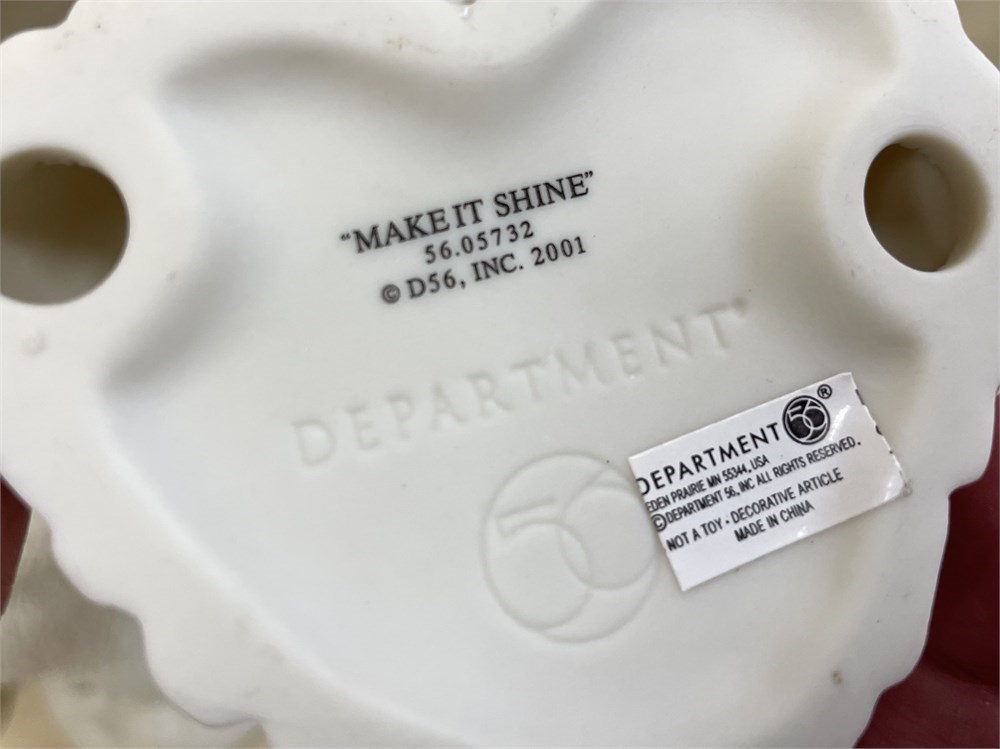 “MAKE IT SHINE”
56.05732
© D56, INC. 2001
DEPARTMENT®
56
DEPARTMENT 56®
EDEN PRAIRIE MN 55344, USA
©DEPARTMENT 56, INC ALL RIGHTS RESERVED.
NOT A TOY - DECORATIVE ARTICLE
MADE IN CHINA